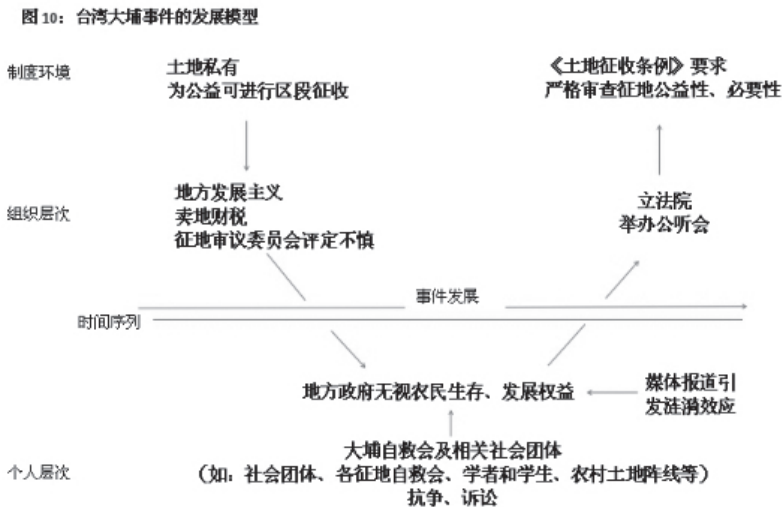 图 10：台湾大埔事件的发展模型
制度环境
土地私有
为公益可进行区段征收
《土地征收条例》要求
严格审查征地公益性、必要性
组织层次
地方发展主义
卖地财税
征地审议委员会评定不慎
立法院
举办公听会
事件发展
时间序列
地方政府无视农民生存、发展权益
媒体报道引
发涟漪效应
大埔自救会及相关社会团体
个人层次
（如：社会团体、各征地自救会、学者和学生、农村土地阵线等）
抗争、诉讼